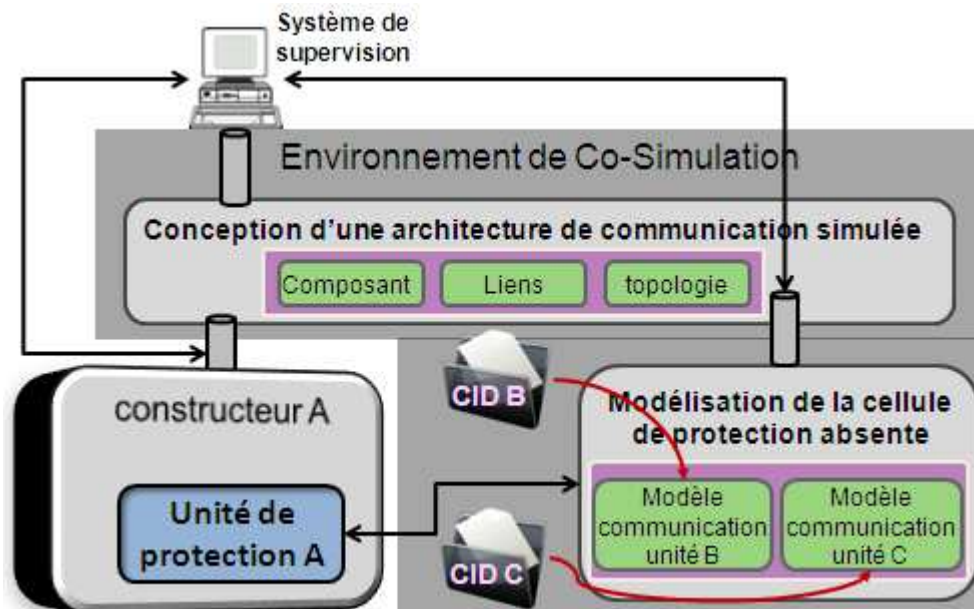 Système de
supervision
Environnement de Co-Simulation
Conception d'une architecture de communication simulée
Composant
Liens
topologie
constructeur A
Unité de
protection A
CID B
CID C
Modélisation de la cellule
de protection absente
Modèle
communication
unité B
Modèle
communication
unité C